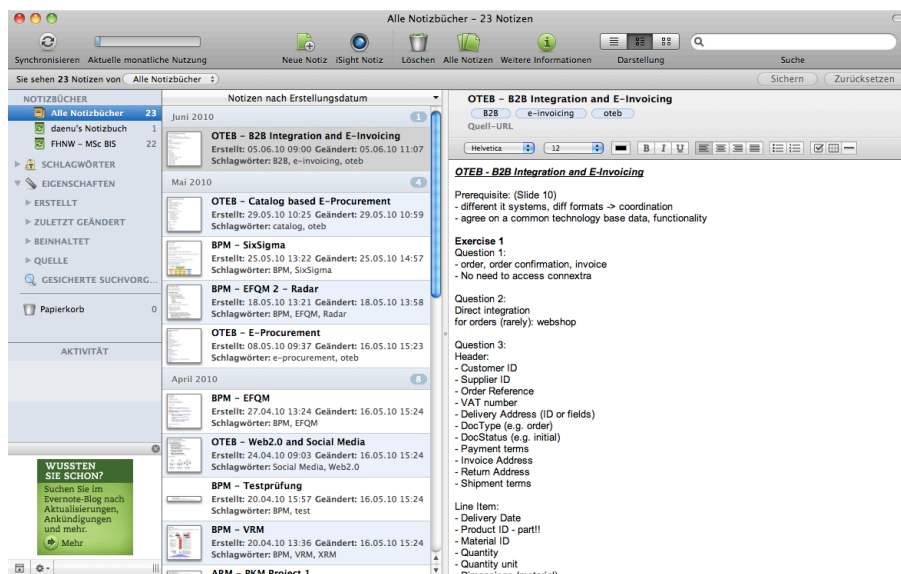 Alle Notizbücher – 23 Notizen
Synchronisieren Aktuelle monatliche Nutzung Neue Notiz iSight Notiz Löschen Alle Notizen Weitere Informationen Darstellung Suche
Sie sehen 23 Notizen von Alle Notizbücher Sichern Zurücksetzen
NOTIZBÜCHER
Alle Notizbücher 23
daenu's Notizbuch 1
FHNW – MSc BIS 22
SCHLAGWÖRTER
EIGENSCHAFTEN
ERSTELLT
ZULETZT GEÄNDERT
BEINHALTET
QUELLE
GESICHERTE SUCHVORG...
Papierkorb 0
AKTIVITÄT
WUSSTEN
SIE SCHON?
Suchen Sie im
Evernote-Blog nach
Aktualisierungen,
Ankündigungen
und mehr.
Mehr
Notizen nach Erstellungsdatum
Juni 2010 1
OTEB – B2B Integration and E-Invoicing
Erstellt: 05.06.10 09:00 Geändert: 05.06.10 11:07
Schlagwörter: B2B, e-invoicing, oteb
Mai 2010 4
OTEB – Catalog based E-Procurement
Erstellt: 29.05.10 10:25 Geändert: 29.05.10 10:59
Schlagwörter: catalog, oteb
BPM – SixSigma
Erstellt: 25.05.10 13:22 Geändert: 25.05.10 14:57
Schlagwörter: BPM, SixSigma
BPM – EFQM 2 – Radar
Erstellt: 18.05.10 13:21 Geändert: 18.05.10 13:58
Schlagwörter: BPM, EFQM, Radar
OTEB – E-Procurement
Erstellt: 08.05.10 09:37 Geändert: 16.05.10 15:23
Schlagwörter: e-procurement, oteb
April 2010 8
BPM – EFQM
Erstellt: 27.04.10 13:24 Geändert: 16.05.10 15:24
Schlagwörter: BPM, EFQM
OTEB – Web2.0 and Social Media
Erstellt: 24.04.10 09:03 Geändert: 16.05.10 15:24
Schlagwörter: Social Media, Web2.0
BPM – Testprüfung
Erstellt: 20.04.10 15:57 Geändert: 16.05.10 15:24
Schlagwörter: BPM, test
BPM – VRM
Erstellt: 20.04.10 13:36 Geändert: 16.05.10 15:24
Schlagwörter: BPM, VRM, XRM
ARM – PKM Project 1
OTEB – B2B Integration and E-Invoicing
B2B e-invoicing oteb
Quell-URL
Helvetica 12 B I U
OTEB - B2B Integration and E-Invoicing
Prerequisite: (Slide 10)
- different it systems, diff formats -> coordination
- agree on a common technology base data, functionality
Exercise 1
Question 1:
- order, order confirmation, invoice
- No need to access connextra
Question 2:
Direct integration
for orders (rarely): webshop
Question 3:
Header:
- Customer ID
- Supplier ID
- Order Reference
- VAT number
- Delivery Address (ID or fields)
- DocType (e.g. order)
- DocStatus (e.g. initial)
- Payment terms
- Invoice Address
- Return Address
- Shipment terms
Line Item:
- Delivery Date
- Product ID - part!!
- Material ID
- Quantity
- Quantity unit
- Dimensions (material)